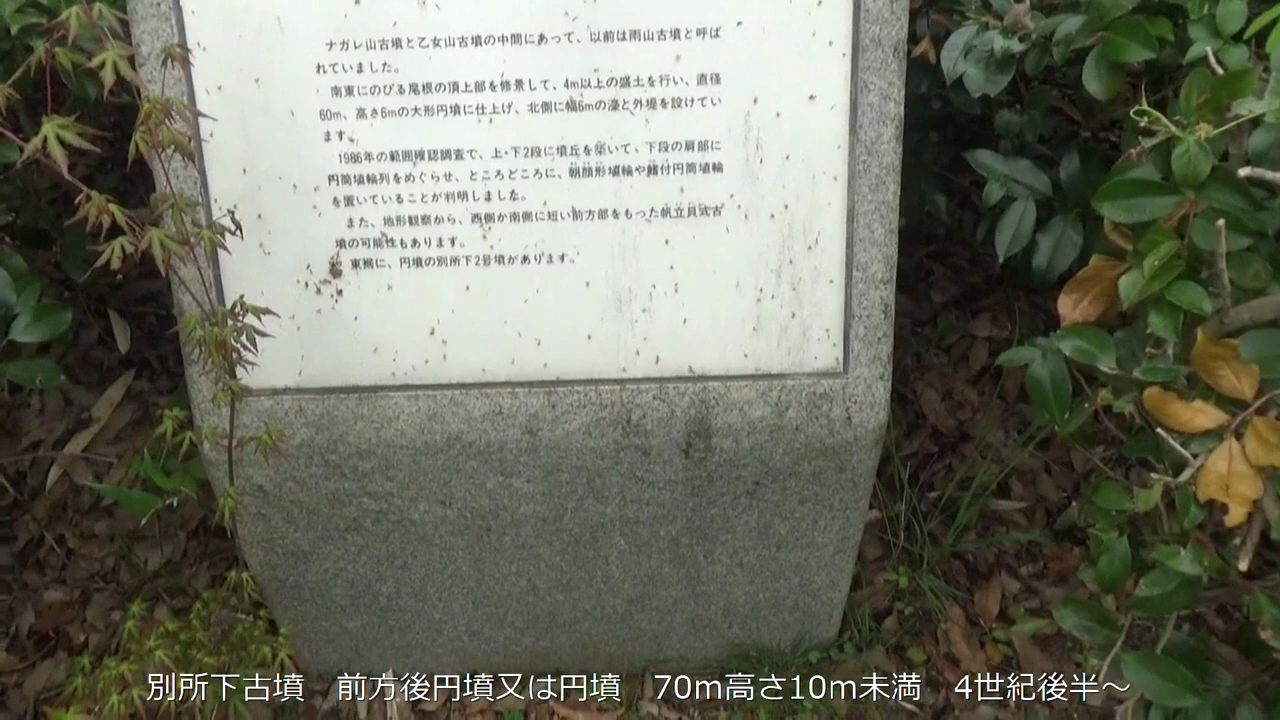 ナガレ山古墳と乙女山古墳の中間にあって、以前は雨山古墳と呼ば
れていました。
南東にのびる尾根の頂上部を修景して、4m以上の盛土を行い、直径
60m、高さ6mの大形円墳に仕上げ、北側に幅6mの濠と外堤を設けてい
ます。
1986年の範囲確認調査で、上・下2段に墳丘を築いて、下段の肩部に
円筒埴輪列をめぐらせ、ところどころに、朝顔形埴輪や鰭付円筒埴輪
を置いていることが判明しました。
また、地形観察から、西側か南側に短い前方部をもった帆立貝式古
墳の可能性もあります。
東裾に、円墳の別所下2号墳があります。
別所下古墳　前方後円墳又は円墳　70m高さ10m未満　4世紀後半～